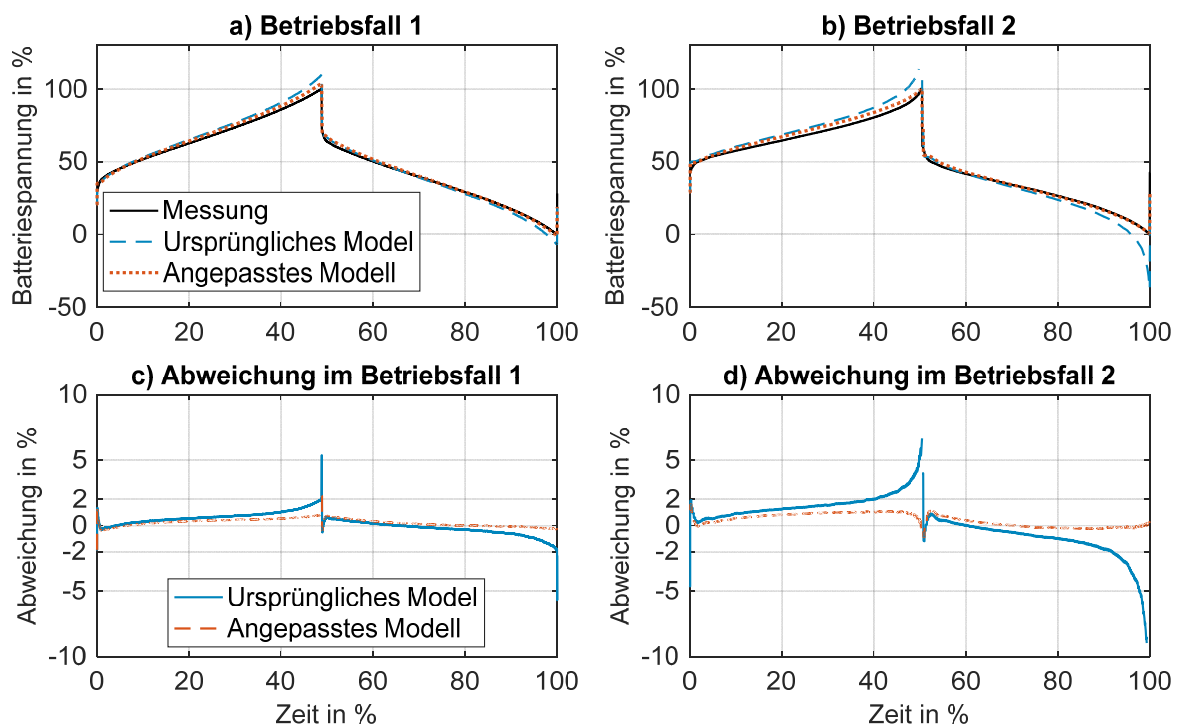 a) Betriebsfall 1
Batteriespannung in %
100
50
0
-50
0 20 40 60 80 100
Messung
Ursprüngliches Model
Angepasstes Modell
b) Betriebsfall 2
Batteriespannung in %
100
50
0
-50
0 20 40 60 80 100
c) Abweichung im Betriebsfall 1
Abweichung in %
10
5
2
0
-2
-5
-10
0 20 40 60 80 100
Zeit in %
Ursprüngliches Model
Angepasstes Modell
d) Abweichung im Betriebsfall 2
Abweichung in %
10
5
2
0
-2
-5
-10
0 20 40 60 80 100
Zeit in %